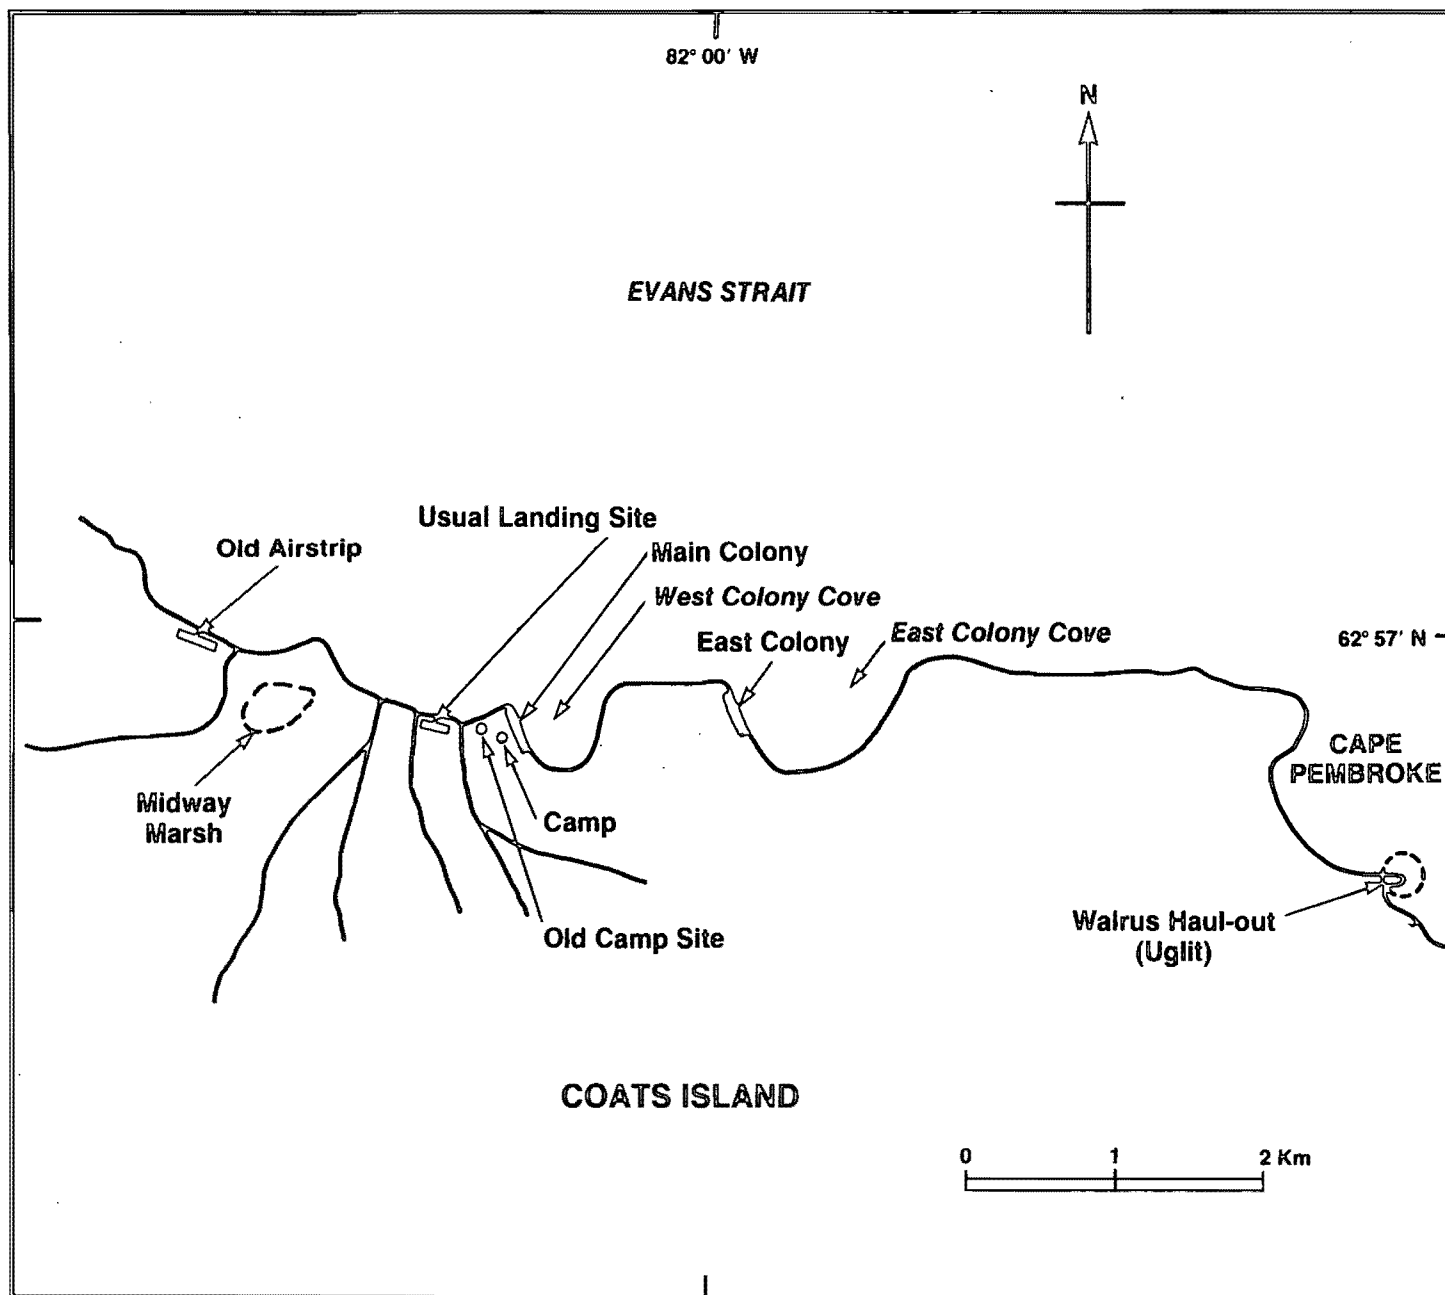 82° 00' W
N
EVANS STRAIT
Usual Landing Site
Old Airstrip
Main Colony
West Colony Cove
East Colony Cove
East Colony
62° 57' N
CAPE
PEMBROKE
Midway
Marsh
Camp
Walrus Haul-out
(Uglit)
Old Camp Site
COATS ISLAND
0 1 2 Km